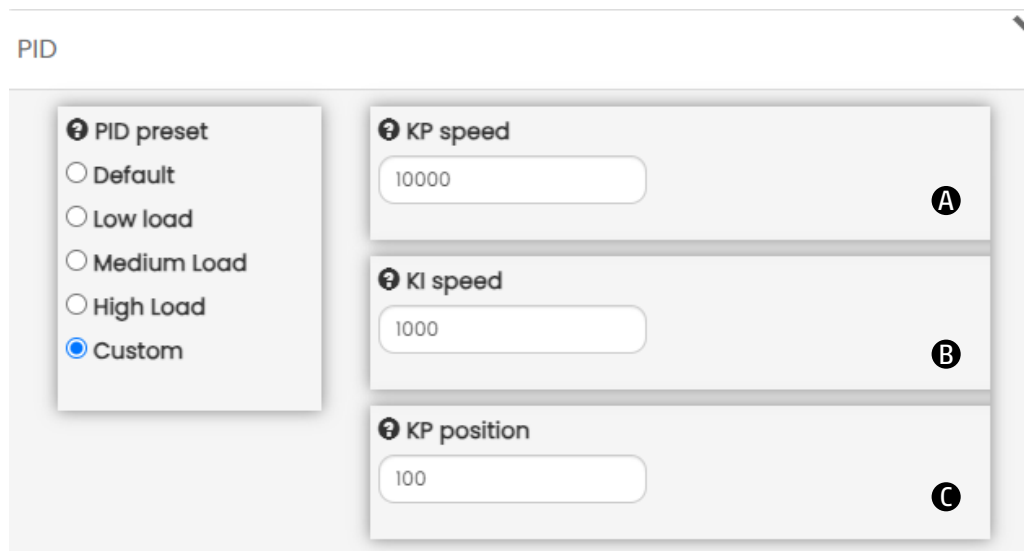 PID
PID preset
Default
Low load
Medium Load
High Load
Custom
KP speed
10000
A
KI speed
1000
B
KP position
100
C